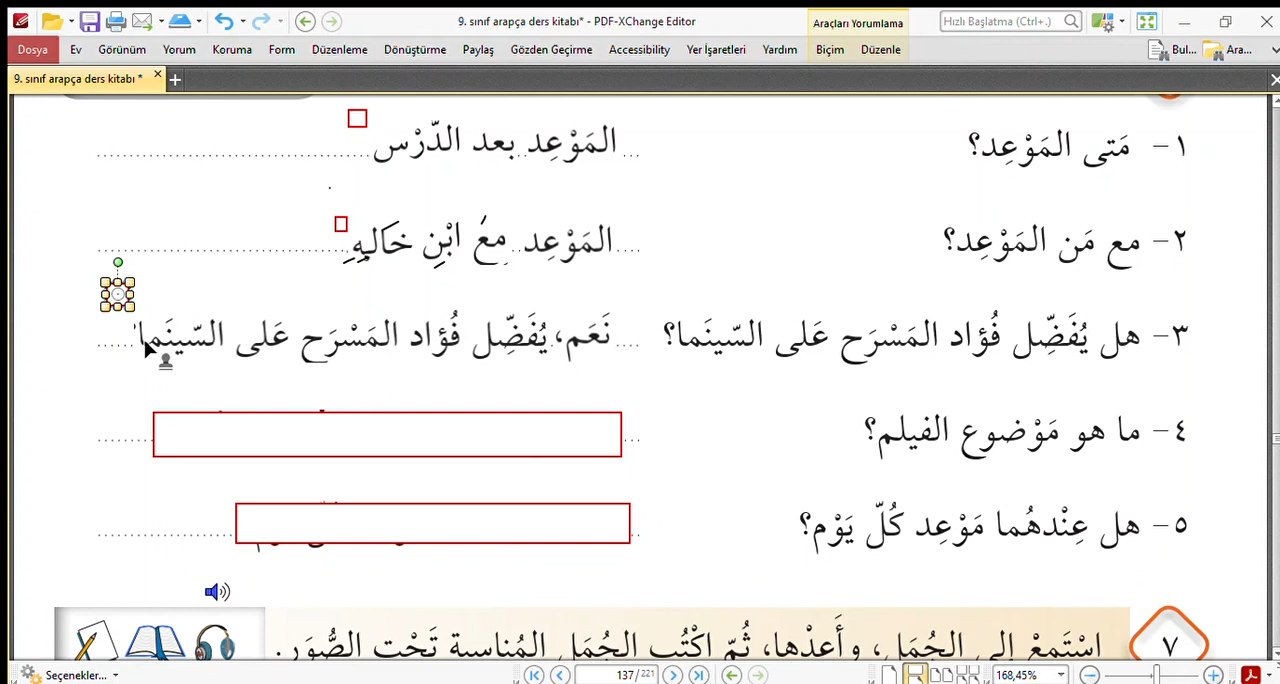 9. sınıf arapça ders kitabı* - PDF-XChange Editor
Araçları Yorumlama
Hızlı Başlatma (Ctrl+.)
Dosya Ev Görünüm Yorum Koruma Form Düzenleme Dönüştürme Paylaş Gözden Geçirme Accessibility Yer İşaretleri Yardım Biçim Düzenle Bul... Ara...
9. sınıf arapça ders kitabı *
١- مَتى المَوْعِد؟ المَوْعِد بعد الدّرْس
٢- مع مَن المَوْعِد؟ المَوْعِد معُ ابْنِ خَالِهِ
٣- هل يُفَضِّل فُؤاد المَسْرَح عَلى السّينَما؟ نَعَم، يُفَضِّل فُؤاد المَسْرَح عَلى السّينَما
٤- ما هو مَوْضوع الفيلم؟
٥- هل عِنْدهُما مَوْعِد كُلّ يَوْم؟
٧ اسْتَمِعْ إلى الجُمَل، وأَعِدْها، ثُمّ اكْتُب الجُمَل المُناسِبة تَحْت الصُّوَر.
Seçenekler... 137/221 168,45%